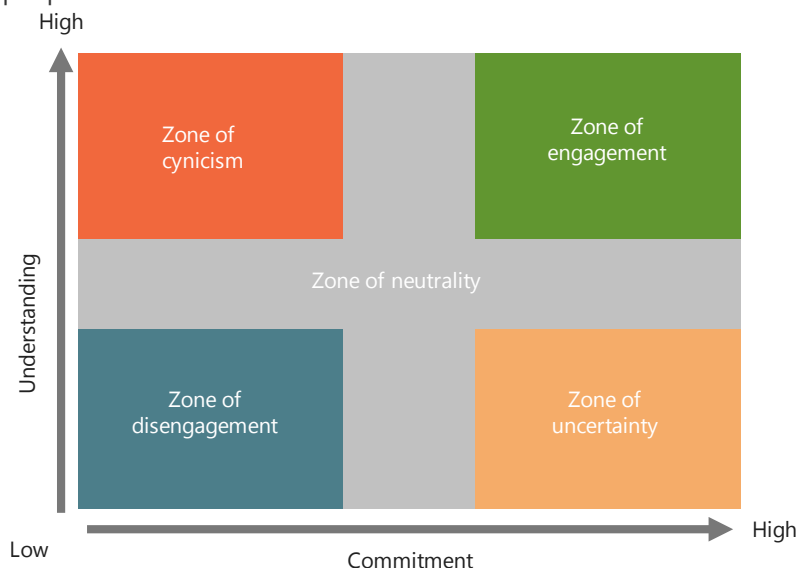 High
Zone of
cynicism
Zone of
engagement
Zone of neutrality
Understanding
Zone of
disengagement
Zone of
uncertainty
High
Low
Commitment